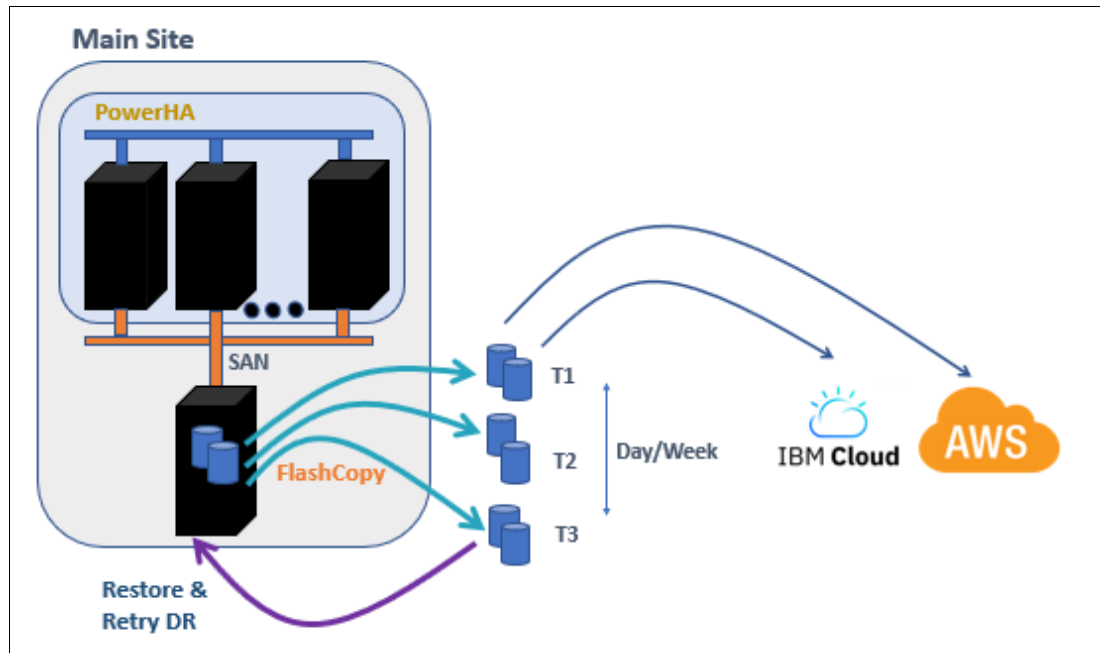 Main Site
PowerHA
SAN
T1
T2
Day/Week
FlashCopy
T3
IBM Cloud
AWS
Restore &
Retry DR